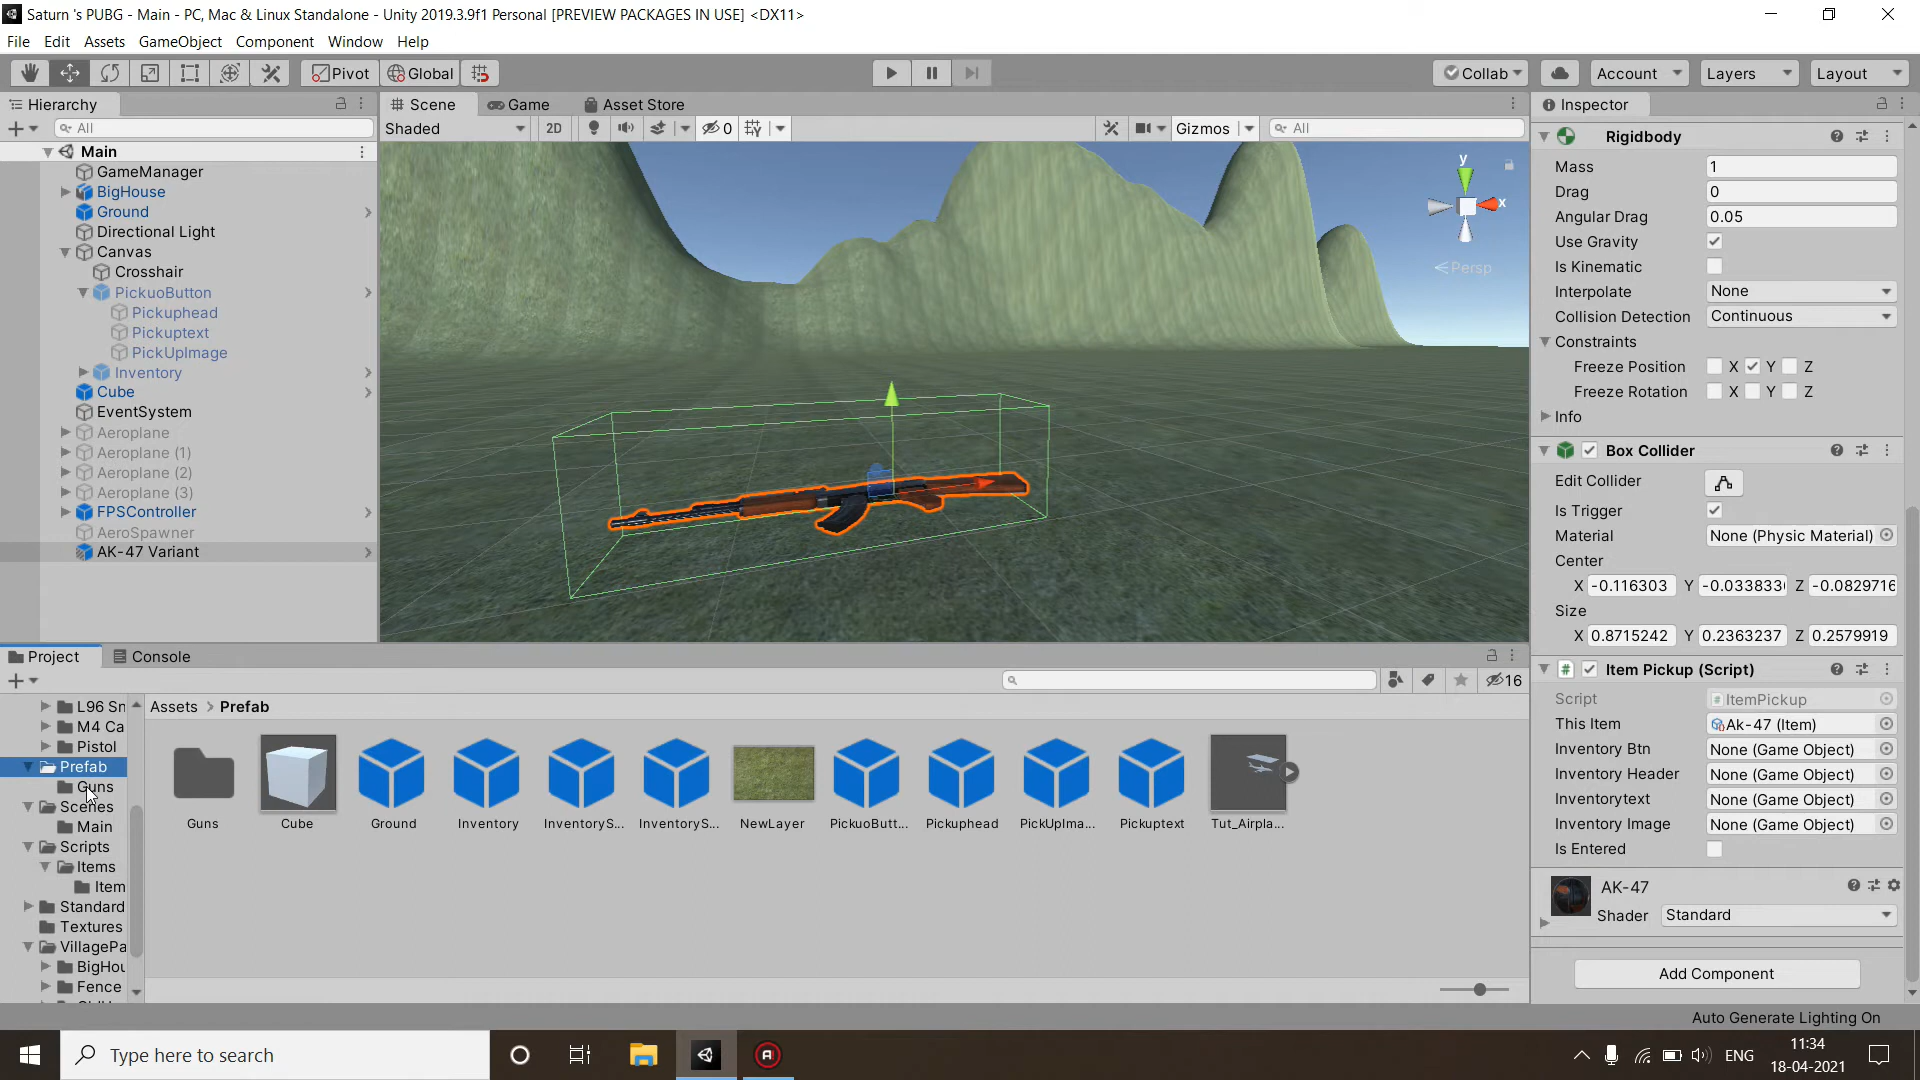 Saturn 's PUBG - Main - PC, Mac & Linux Standalone - Unity 2019.3.9f1 Personal [PREVIEW PACKAGES IN USE] <DX11>
File Edit Assets GameObject Component Window Help
Pivot Global Collab Account Layers Layout
Hierarchy
All
Main
GameManager
BigHouse
Ground
Directional Light
Canvas
Crosshair
PickuoButton
Pickuphead
Pickuptext
PickUpImage
Inventory
Cube
EventSystem
Aeroplane
Aeroplane (1)
Aeroplane (2)
Aeroplane (3)
FPSController
AeroSpawner
AK-47 Variant
Scene Game Asset Store
Shaded 2D 0 Gizmos All
y
x
Persp
Inspector
Rigidbody
Mass 1
Drag 0
Angular Drag 0.05
Use Gravity
Is Kinematic
Interpolate None
Collision Detection Continuous
Constraints
Freeze Position X Y Z
Freeze Rotation X Y Z
Info
Box Collider
Edit Collider
Is Trigger
Material None (Physic Material)
Center
X -0.116303 Y -0.033833 Z -0.0829716
Size
X 0.8715242 Y 0.2363237 Z 0.2579919
Item Pickup (Script)
Script ItemPickup
This Item Ak-47 (Item)
Inventory Btn None (Game Object)
Inventory Header None (Game Object)
Inventorytext None (Game Object)
Inventory Image None (Game Object)
Is Entered
AK-47
Shader Standard
Add Component
Project Console
16
L96 Sn
M4 Ca
Pistol
Prefab
Guns
Scenes
Main
Scripts
Items
Item
Standard
Textures
VillagePa
BigHou
Fence
Assets > Prefab
Guns Cube Ground Inventory InventoryS... InventoryS... NewLayer PickuoButt... Pickuphead PickUpIma... Pickuptext Tut_Airpla...
Auto Generate Lighting On
Type here to search
ENG
11:34
18-04-2021